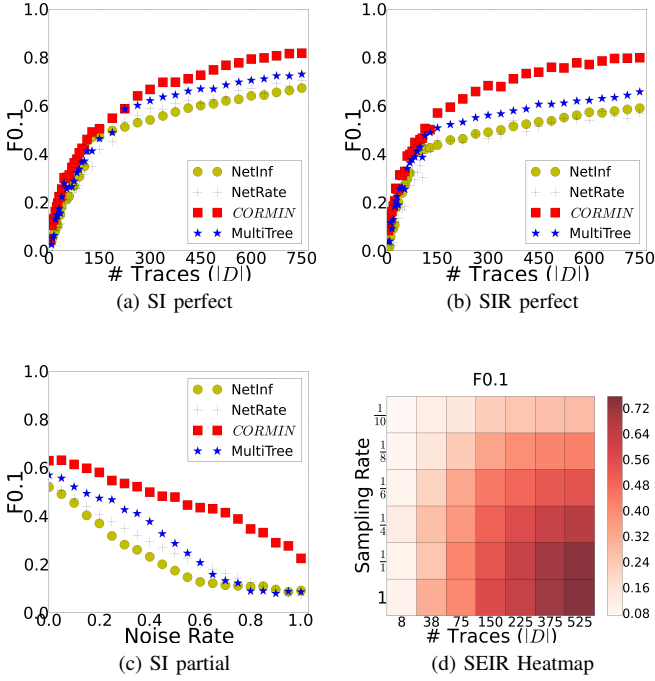 1.0
0.8
0.6
0.4
0.2
0.0
F0.1
NetInf
NetRate
CORMIN
MultiTree
0 150 300 450 600 750
# Traces (|D|)
(a) SI perfect
1.0
0.8
0.6
0.4
0.2
0.0
F0.1
NetInf
NetRate
CORMIN
MultiTree
0 150 300 450 600 750
# Traces (|D|)
(b) SIR perfect
1.0
0.8
0.6
0.4
0.2
0.0
F0.1
NetInf
NetRate
CORMIN
MultiTree
0.0 0.2 0.4 0.6 0.8 1.0
Noise Rate
(c) SI partial
F0.1
Sampling Rate
1/10
1/8
1/6
1/4
1/1
1
8 38 75 150 225 375 525
# Traces (|D|)
0.72
0.64
0.56
0.48
0.40
0.32
0.24
0.16
0.08
(d) SEIR Heatmap